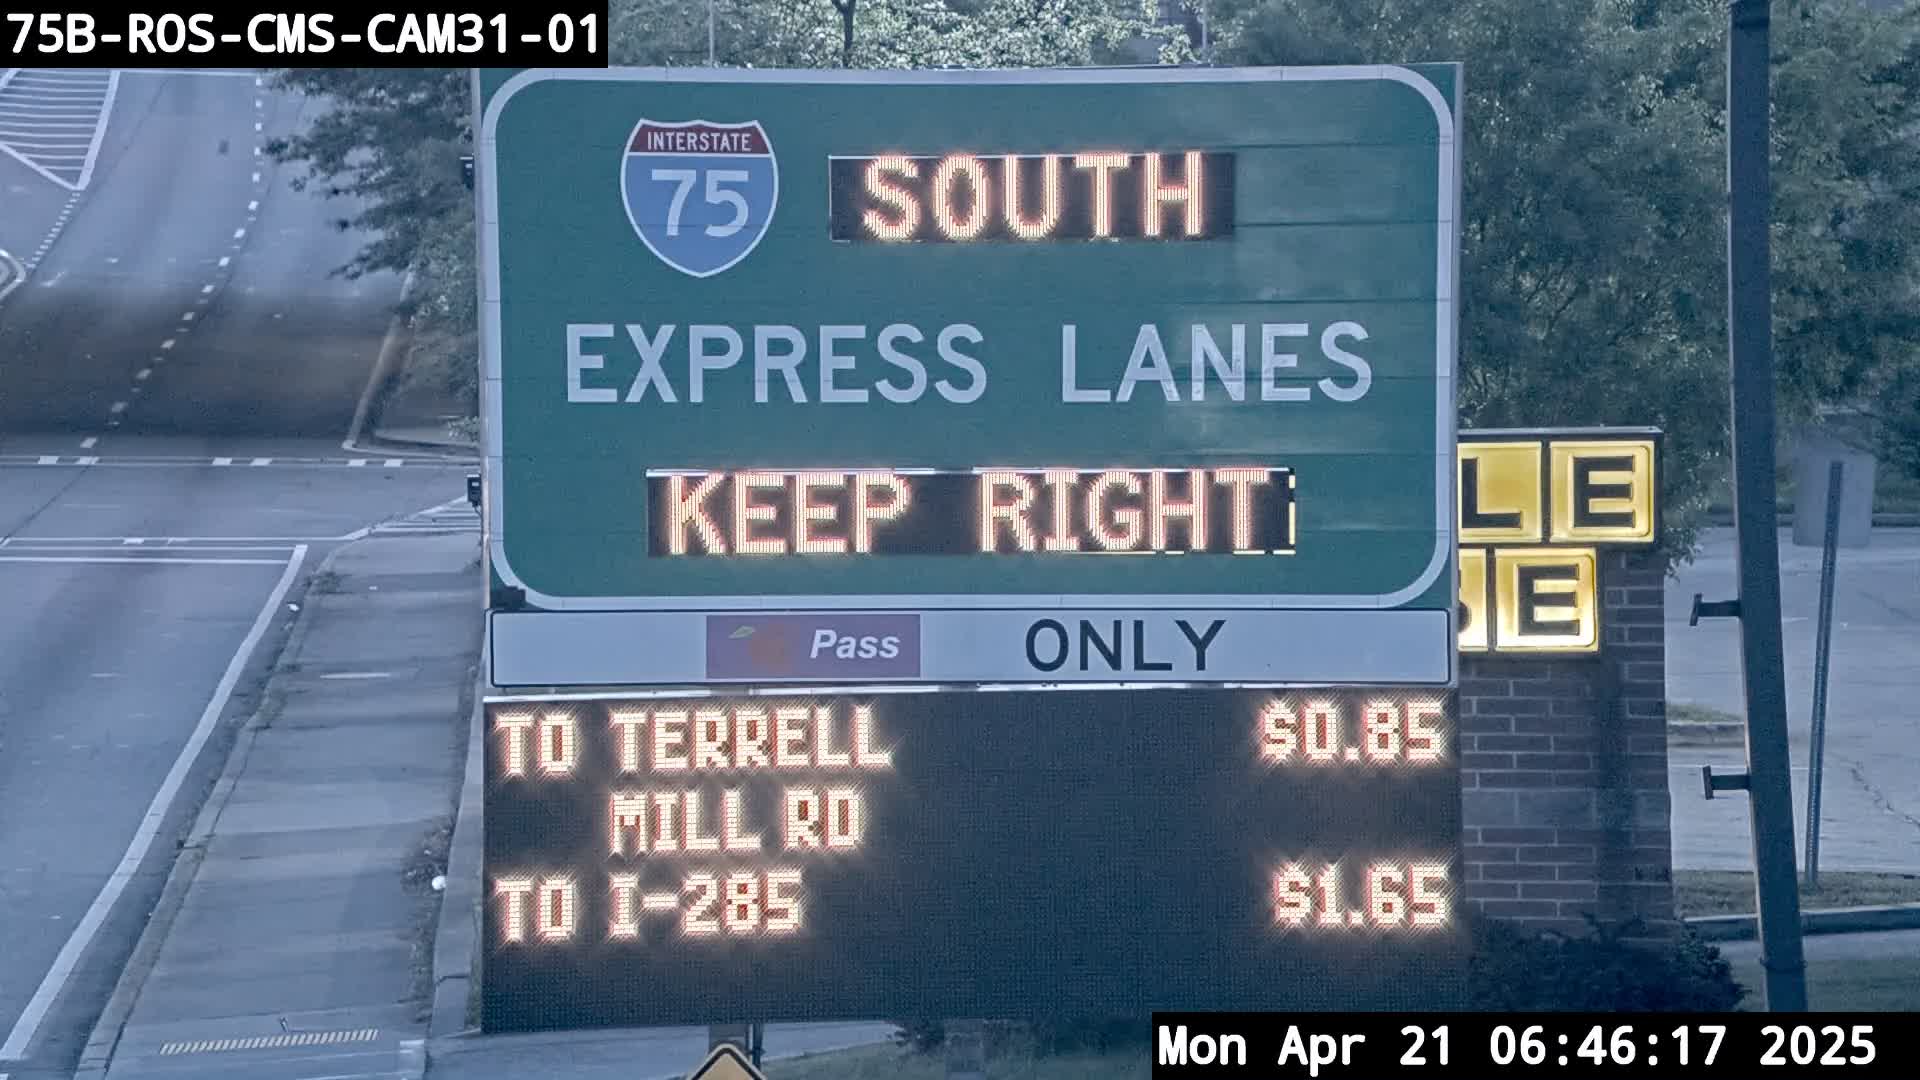 75B-ROS-CMS-CAM31-01
INTERSTATE
75
SOUTH
EXPRESS LANES
KEEP RIGHT
Pass ONLY
TO TERRELL $0.85
MILL RD
TO I-285 $1.65
LE
E
Mon Apr 21 06:46:17 2025